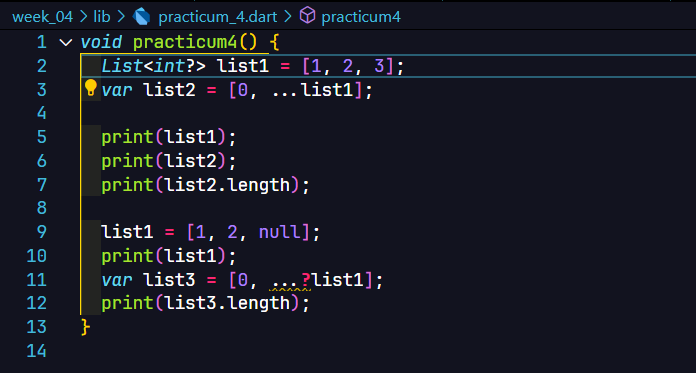 week_04 > lib > practicum_4.dart > practicum4
1 void practicum4() {
2 List<int?> list1 = [1, 2, 3];
3 var list2 = [0, ...list1];
4
5 print(list1);
6 print(list2);
7 print(list2.length);
8
9 list1 = [1, 2, null];
10 print(list1);
11 var list3 = [0, ...?list1];
12 print(list3.length);
13 }
14